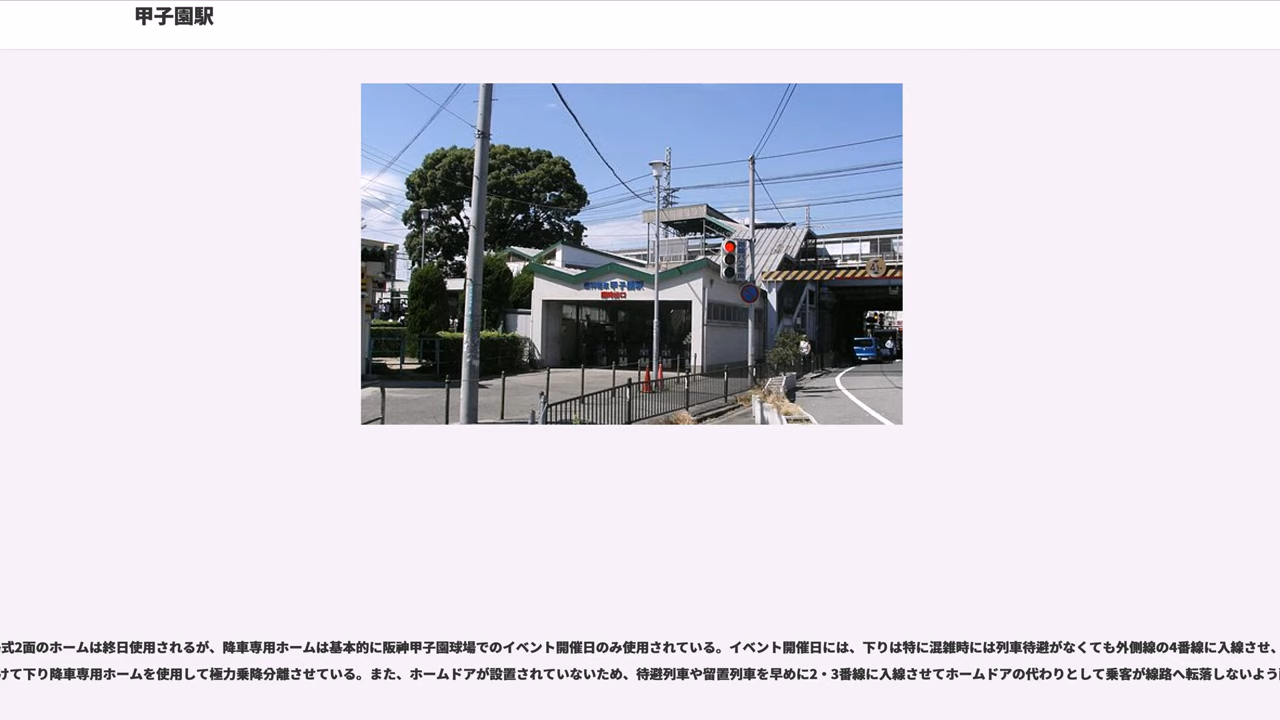 甲子園駅
甲子園駅
臨時出口
式2面のホームは終日使用されるが、降車専用ホームは基本的に阪神甲子園球場でのイベント開催日のみ使用されている。イベント開催日には、下りは特に混雑時には列車待避がなくても外側線の4番線に入線させ、
けて下り降車専用ホームを使用して極力乗降分離させている。また、ホームドアが設置されていないため、待避列車や留置列車を早めに2・3番線に入線させてホームドアの代わりとして乗客が線路へ転落しないよう